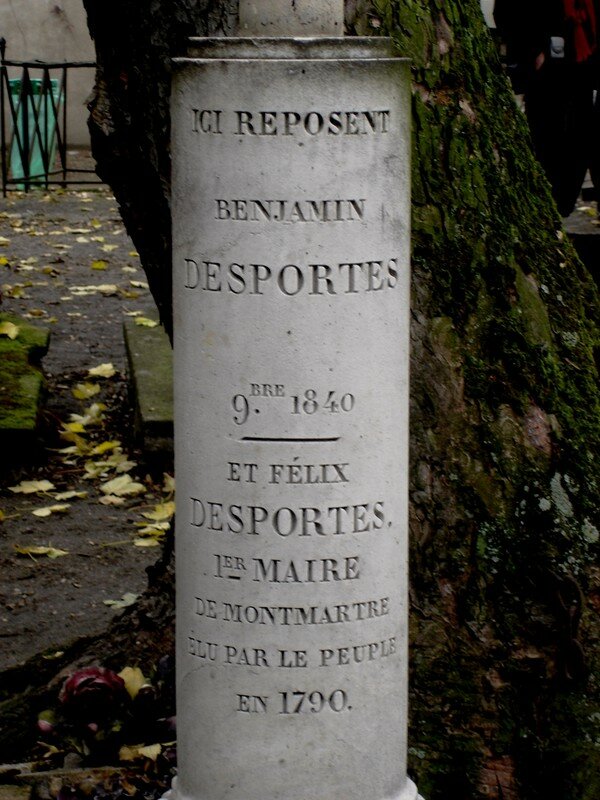 ICI REPOSENT
BENJAMIN
DESPORTES
9.BRE 1840
ET FÉLIX
DESPORTES,
1ER MAIRE
DE MONTMARTRE
ÉLU PAR LE PEUPLE
EN 1790.